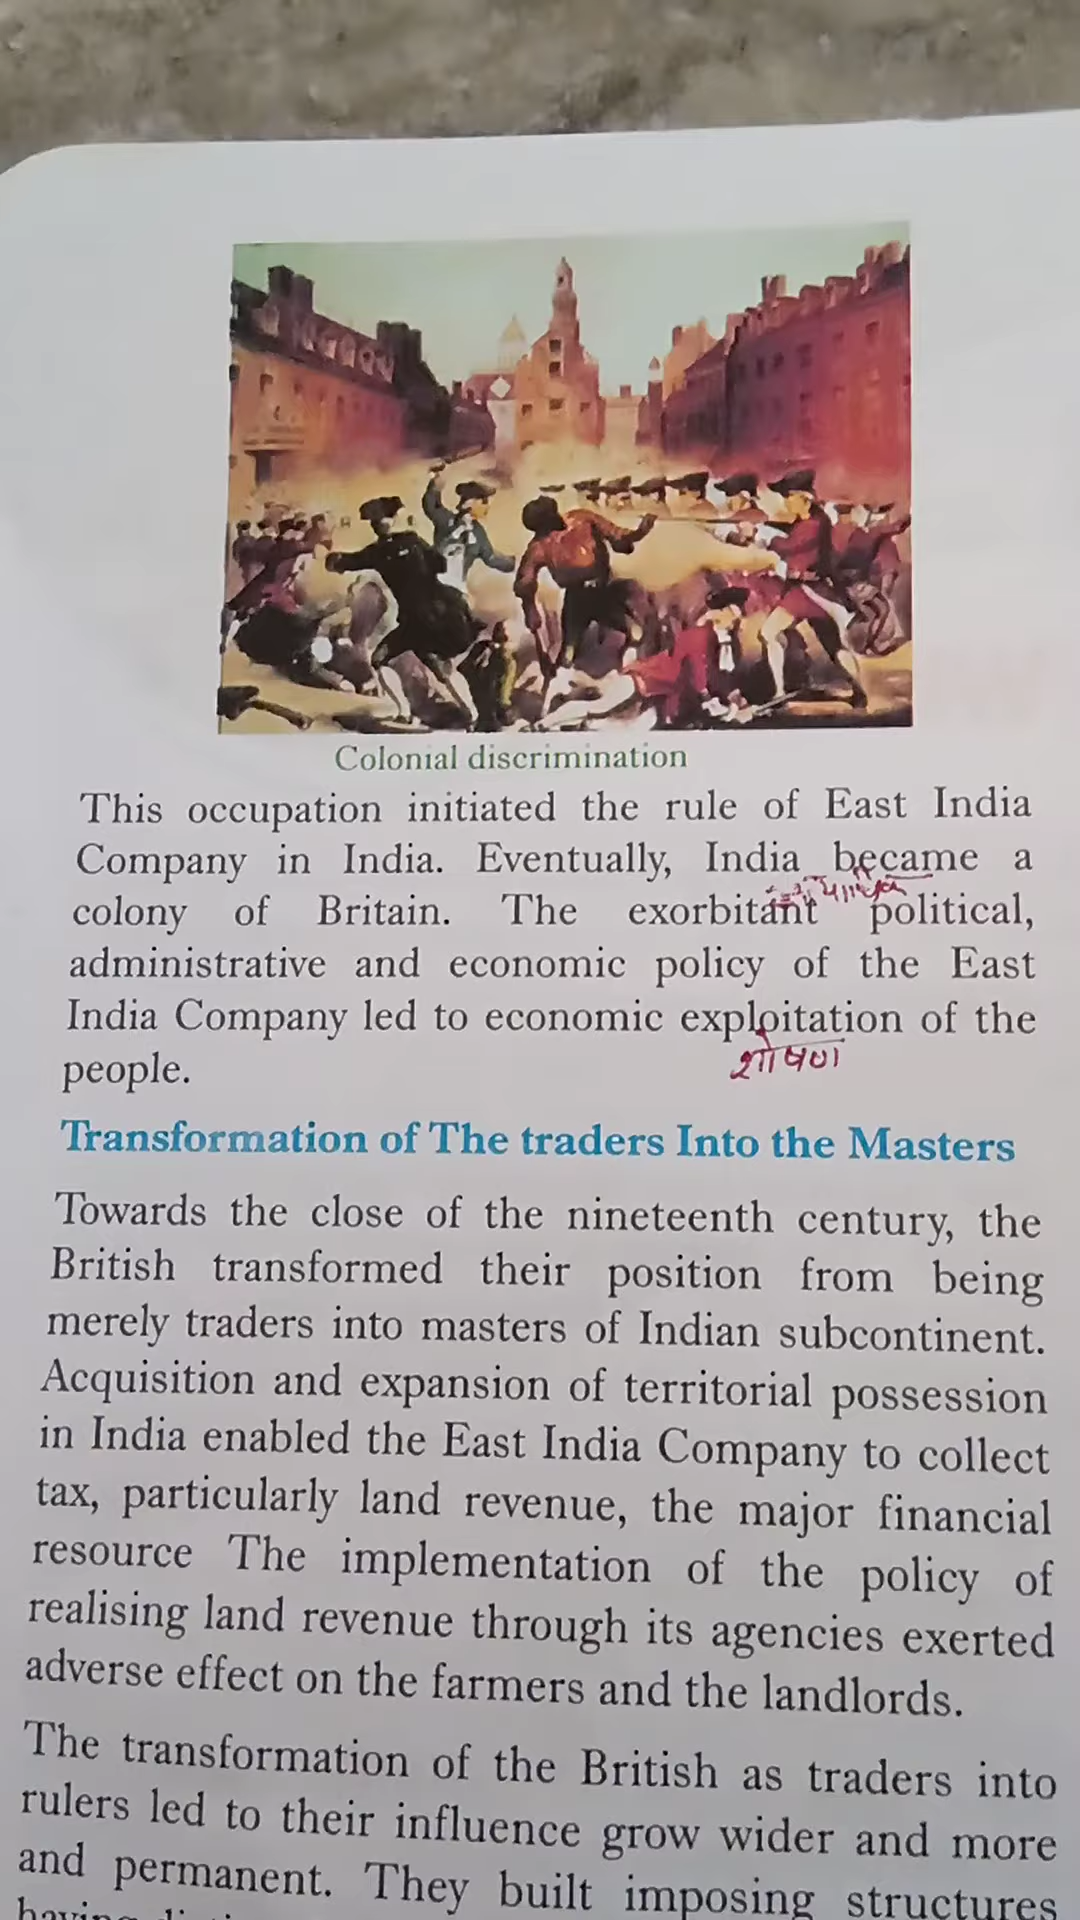 Colonial discrimination
This occupation initiated the rule of East India
Company in India. Eventually, India became a
colony of Britain. The exorbitant political,
administrative and economic policy of the East
India Company led to economic exploitation of the
शोषण
people.
Transformation of The traders Into the Masters
Towards the close of the nineteenth century, the
British transformed their position from being
merely traders into masters of Indian subcontinent.
Acquisition and expansion of territorial possession
in India enabled the East India Company to collect
tax, particularly land revenue, the major financial
resource The implementation of the policy of
realising land revenue through its agencies exerted
adverse effect on the farmers and the landlords.
The transformation of the British as traders into
rulers led to their influence grow wider and more
and permanent. They built imposing structures